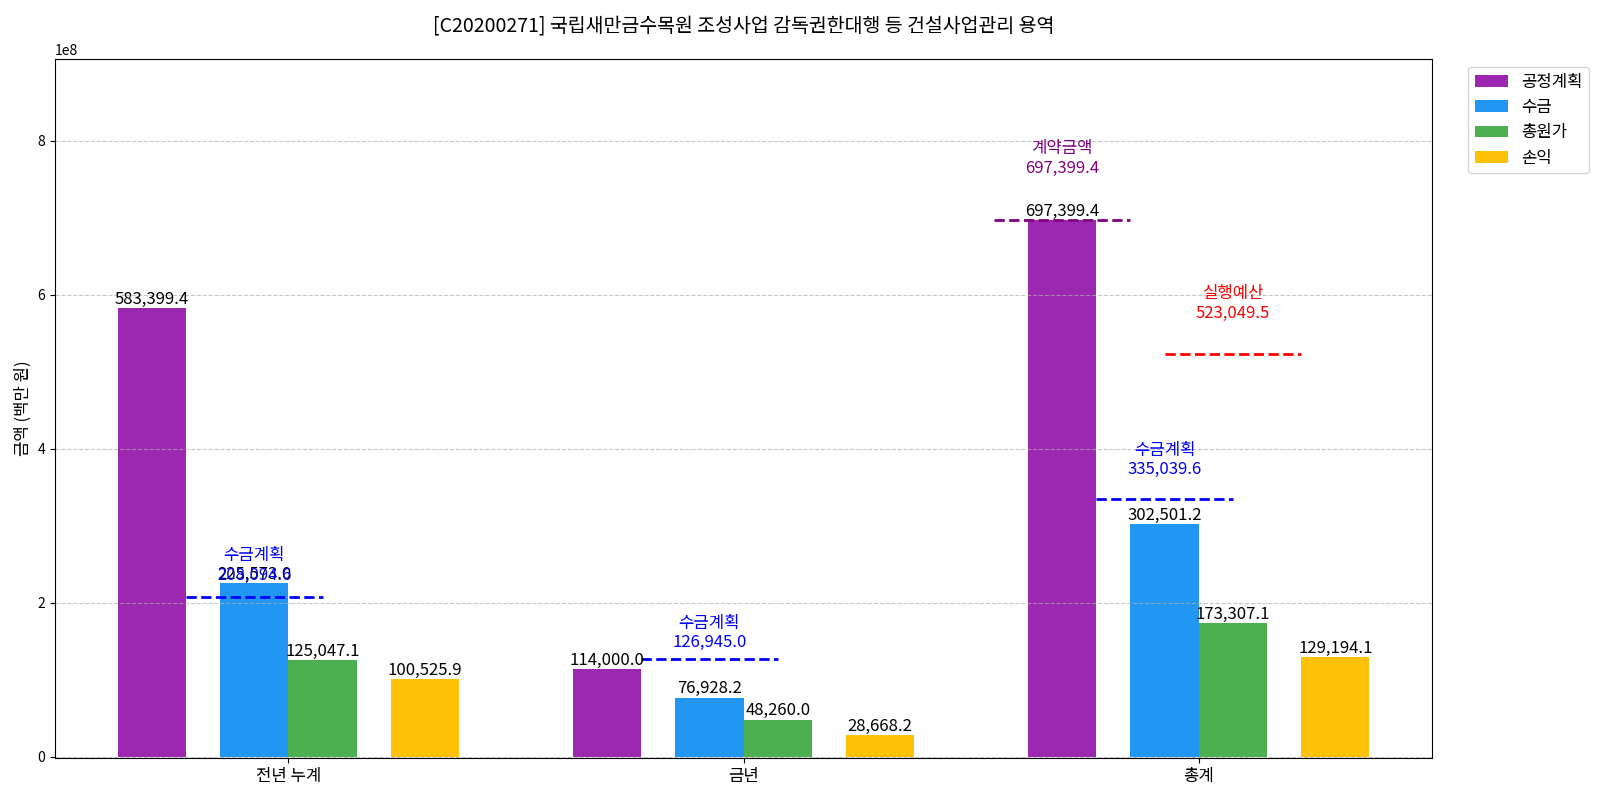 [C20200271] 국립새만금수목원 조성사업 감독권한대행 등 건설사업관리 용역
1e8
공정계획
수금
총원가
손익
금액 (백만 원)
8
6
4
2
0
계약금액
697,399.4
697,399.4
실행예산
523,049.5
583,399.4
수금계획
335,039.6
302,501.2
수금계획
225,573.0
208,094.6
125,047.1
100,525.9
수금계획
126,945.0
114,000.0
76,928.2
48,260.0
28,668.2
173,307.1
129,194.1
전년 누계
금년
총계